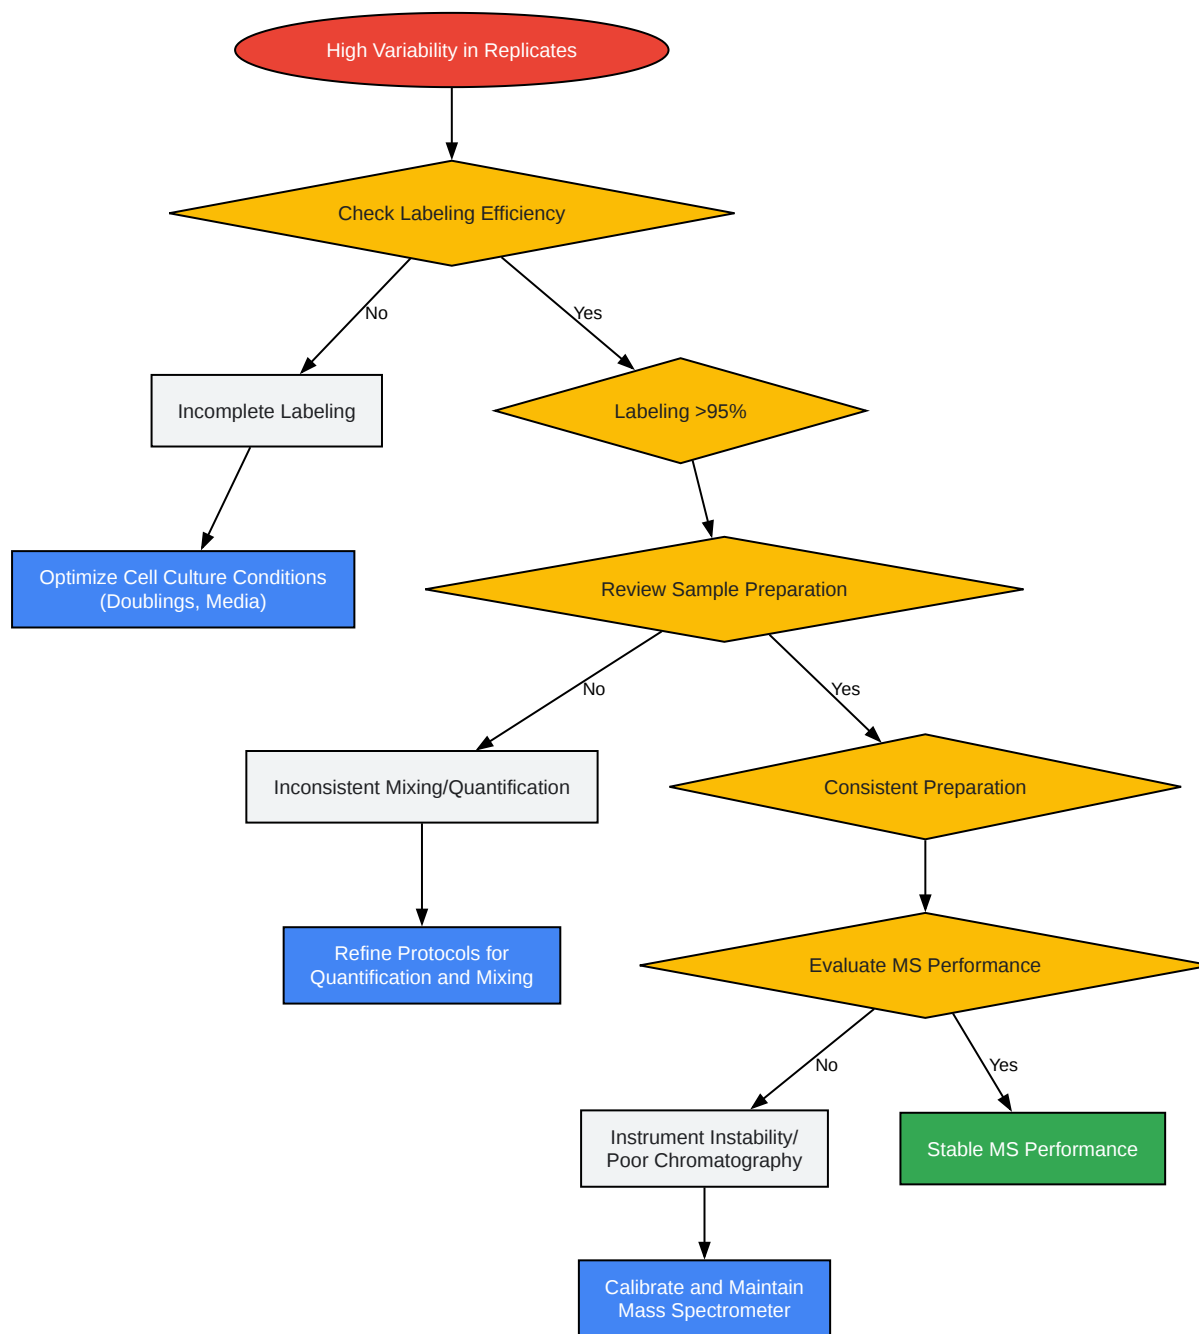 High Variability in Replicates
Check Labeling Efficiency
No
Yes
Incomplete Labeling
Labeling >95%
Optimize Cell Culture Conditions
(Doublings, Media)
Review Sample Preparation
No
Yes
Inconsistent Mixing/Quantification
Consistent Preparation
Refine Protocols for
Quantification and Mixing
Evaluate MS Performance
No
Yes
Instrument Instability/
Poor Chromatography
Stable MS Performance
Calibrate and Maintain
Mass Spectrometer